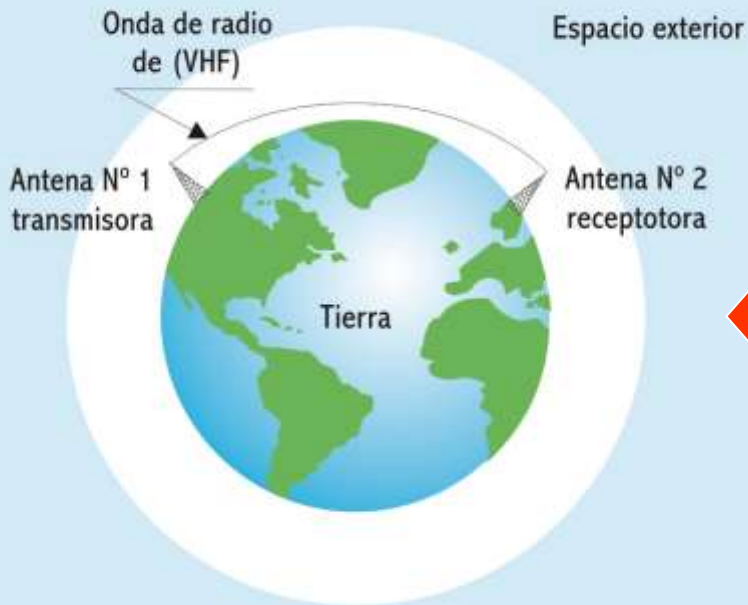 Onda de radio
de (VHF)
Espacio exterior
Antena Nº 1
transmisora
Antena Nº 2
receptotora
Tierra